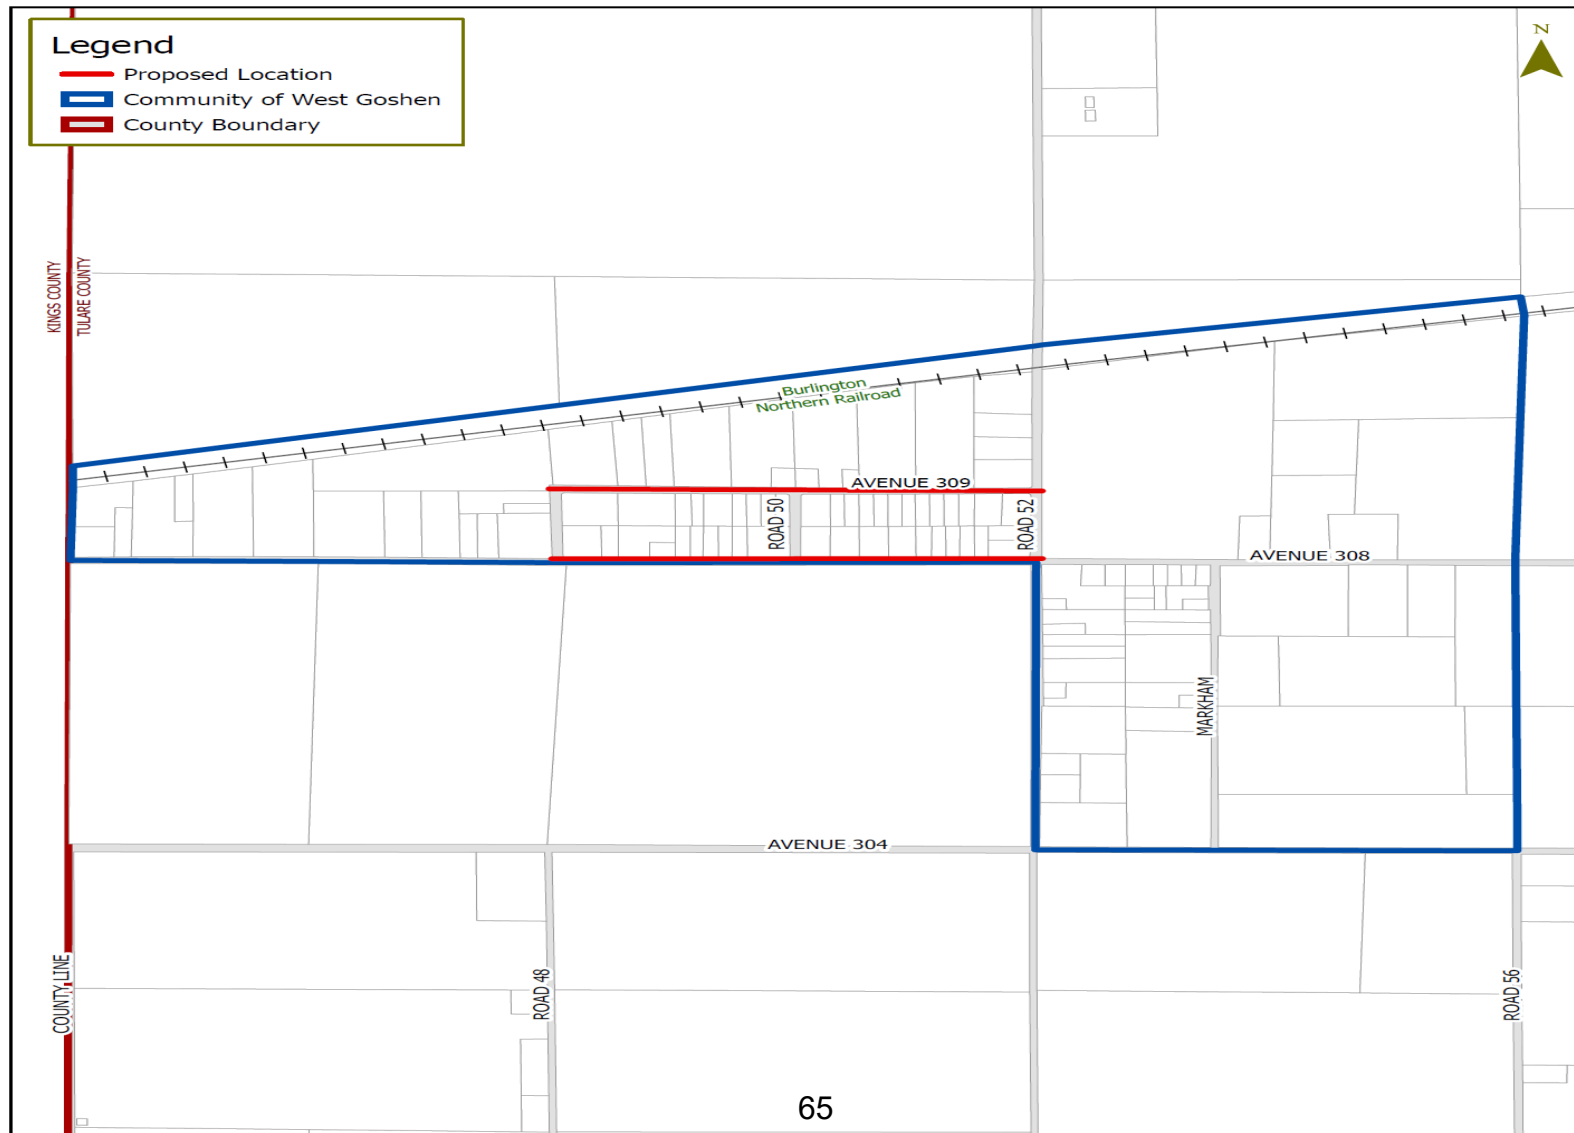 Legend
Proposed Location
Community of West Goshen
County Boundary
N
KINGS COUNTY
TULARE COUNTY
Burlington
Northern Railroad
AVENUE 309
ROAD 50
ROAD 52
AVENUE 308
MARKHAM
AVENUE 304
COUNTY LINE
ROAD 48
ROAD 56
65